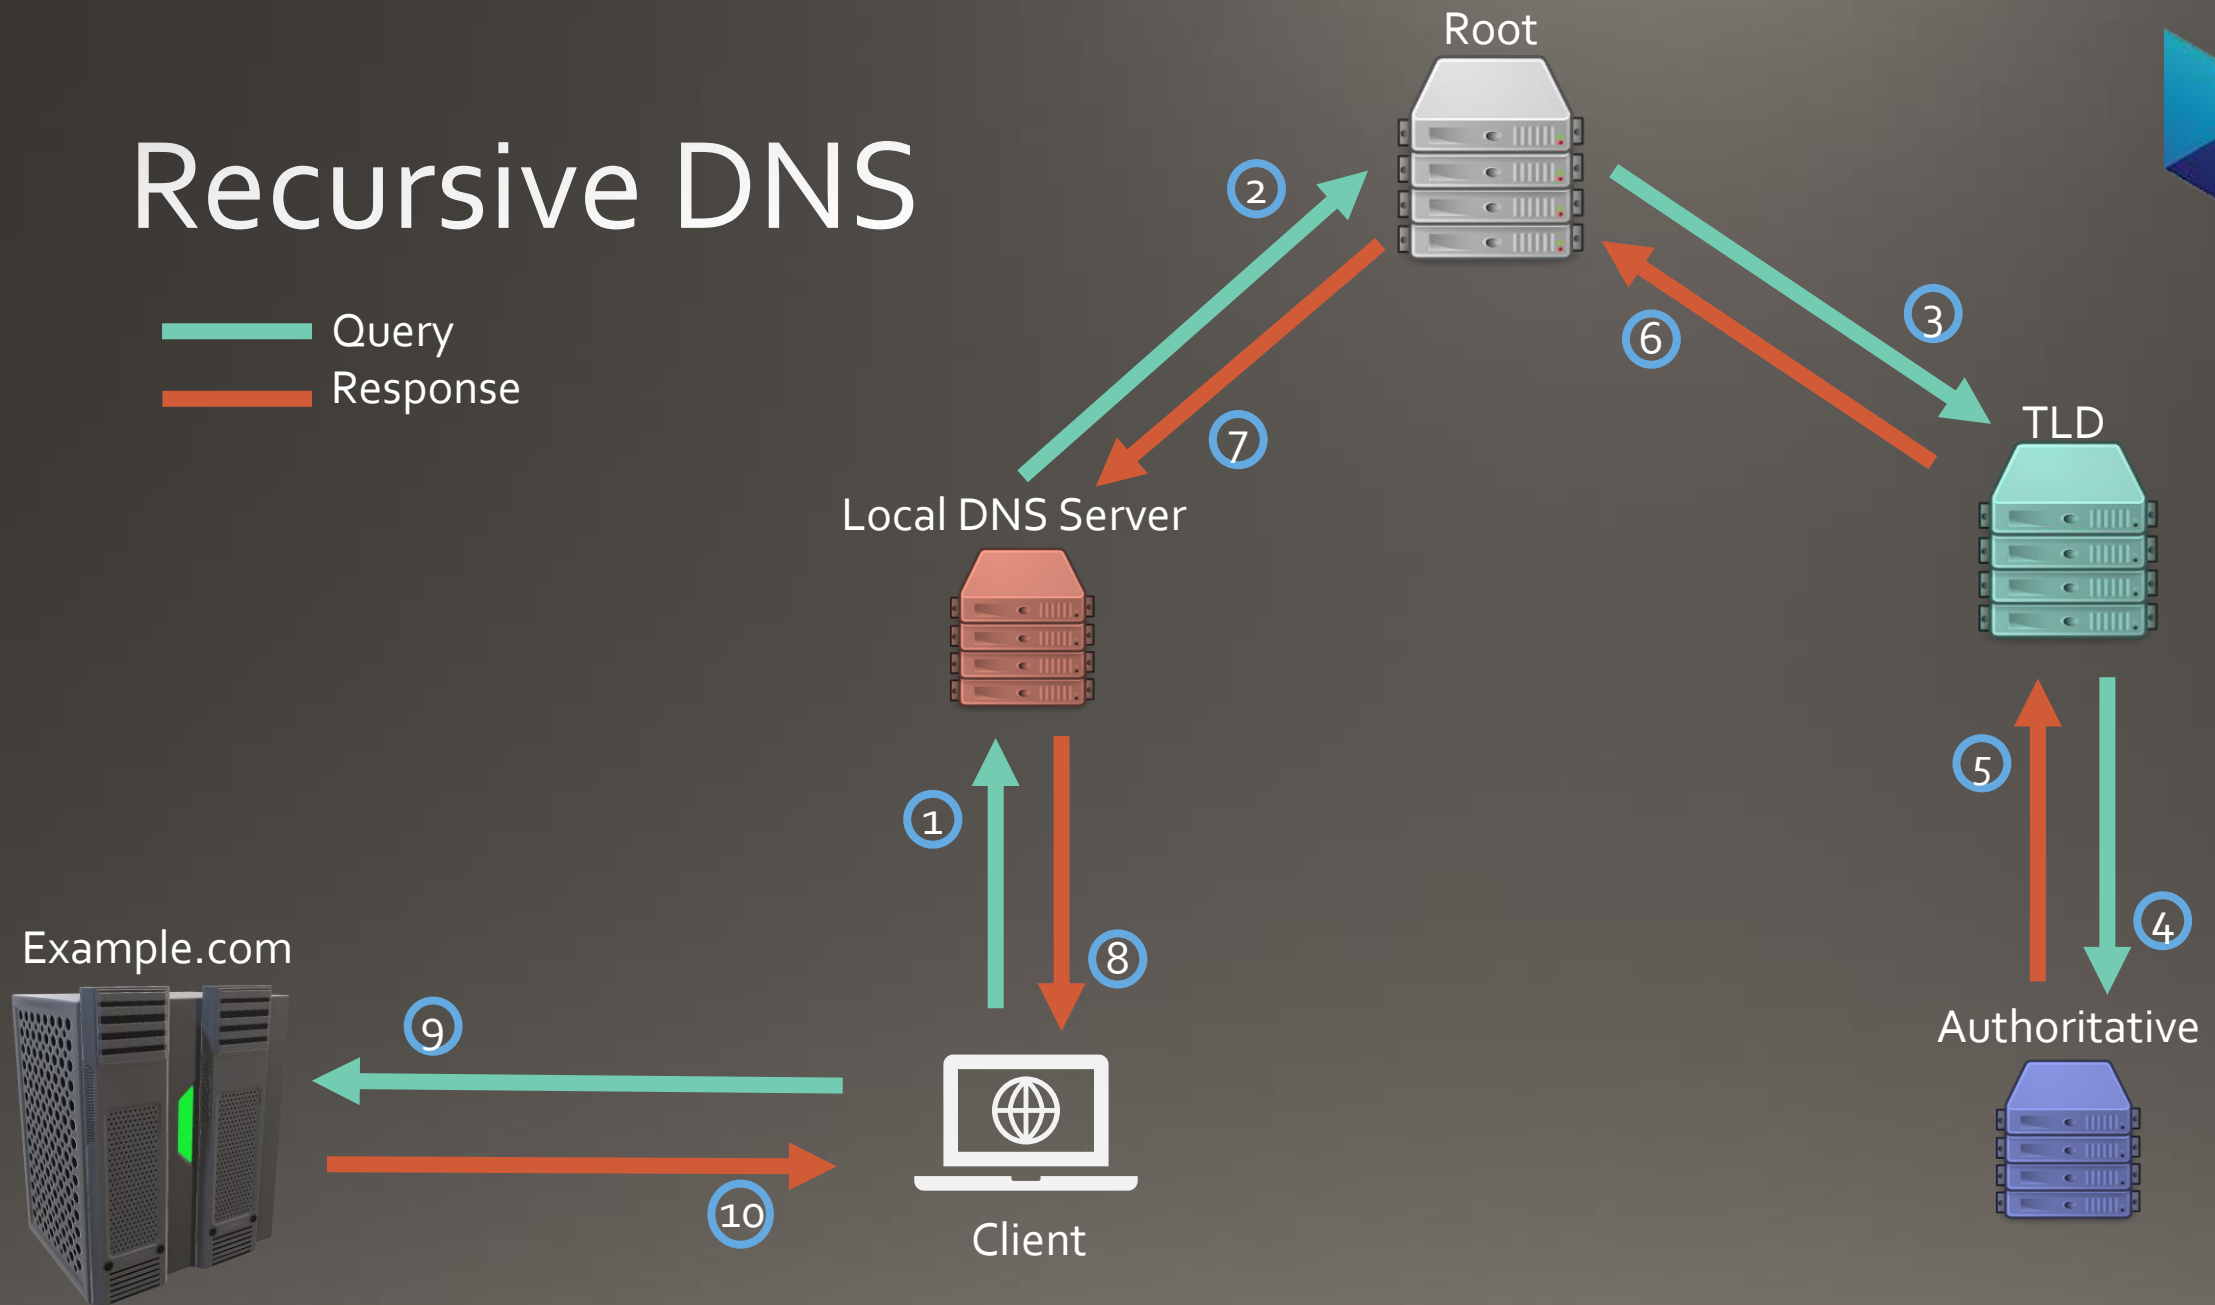 Root
Recursive DNS
2
3
Query
6
Response
7
TLD
Local DNS Server
5
1
4
Example.com
8
9
Authoritative
10
Client